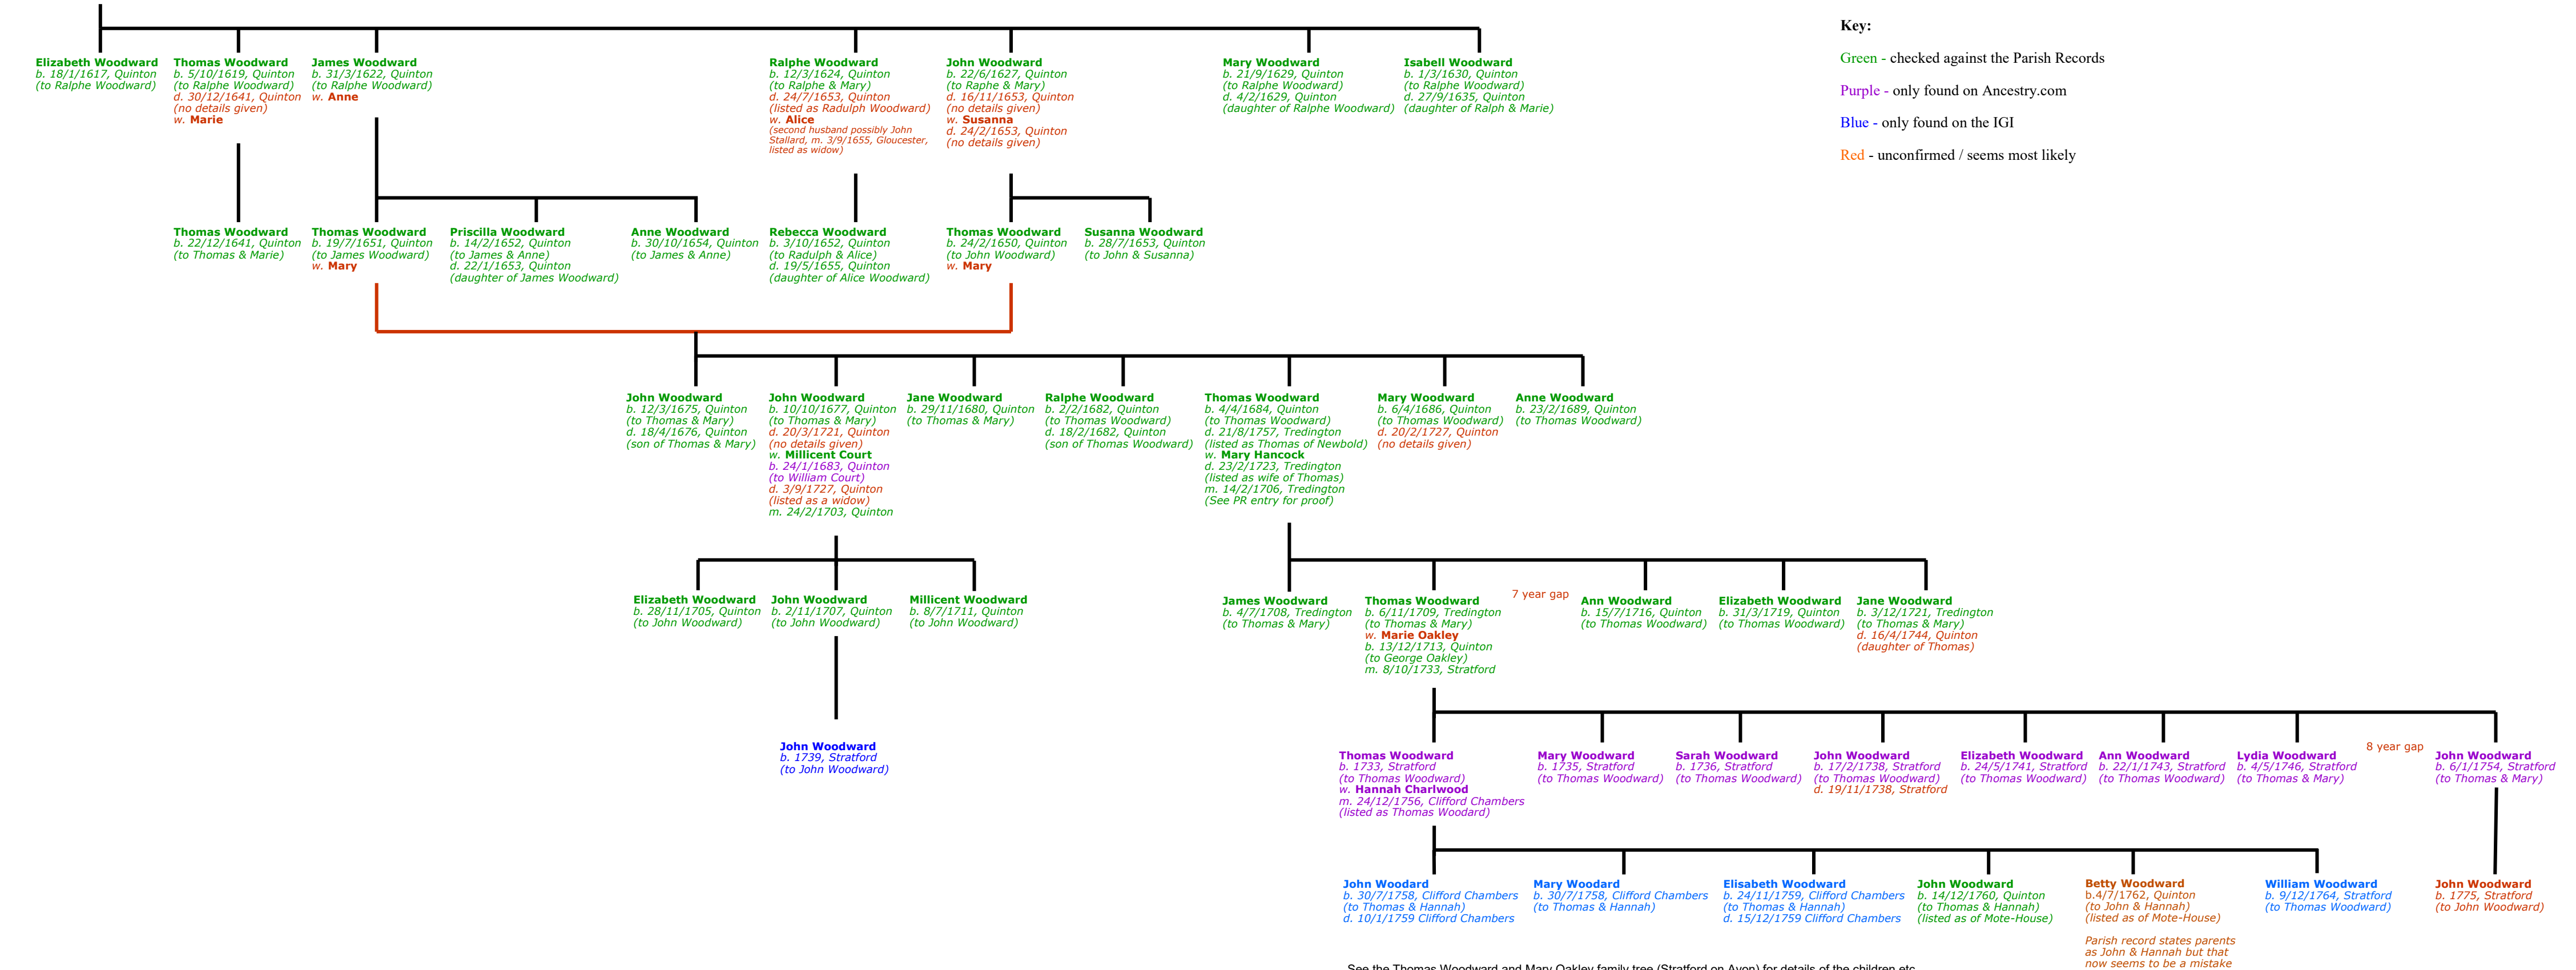 Key:
Green - checked against the Parish Records
Purple - only found on Ancestry.com
Blue - only found on the IGI
Red - unconfirmed / seems most likely
Elizabeth Woodward
b. 18/1/1617, Quinton
(to Ralphe Woodward)
Thomas Woodward
b. 5/10/1619, Quinton
(to Ralphe Woodward)
d. 30/12/1641, Quinton
(no details given)
w. Marie
James Woodward
b. 31/3/1622, Quinton
(to Ralphe Woodward)
w. Anne
Ralphe Woodward
b. 12/3/1624, Quinton
(to Ralphe & Mary)
d. 24/7/1653, Quinton
(listed as Radulph Woodward)
w. Alice
(second husband possibly John
Stallard, m. 3/9/1655, Gloucester,
listed as widow)
John Woodward
b. 22/6/1627, Quinton
(to Raphe & Mary)
d. 16/11/1653, Quinton
(no details given)
w. Susanna
d. 24/2/1653, Quinton
(no details given)
Mary Woodward
b. 21/9/1629, Quinton
(to Ralphe Woodward)
d. 4/2/1629, Quinton
(daughter of Ralphe Woodward)
Isabell Woodward
b. 1/3/1630, Quinton
(to Ralphe Woodward)
d. 27/9/1635, Quinton
(daughter of Ralph & Marie)
Thomas Woodward
b. 22/12/1641, Quinton
(to Thomas & Marie)
Thomas Woodward
b. 19/7/1651, Quinton
(to James Woodward)
w. Mary
Priscilla Woodward
b. 14/2/1652, Quinton
(to James & Anne)
d. 22/1/1653, Quinton
(daughter of James Woodward)
Anne Woodward
b. 30/10/1654, Quinton
(to James & Anne)
Rebecca Woodward
b. 3/10/1652, Quinton
(to Radulph & Alice)
d. 19/5/1655, Quinton
(daughter of Alice Woodward)
Thomas Woodward
b. 24/2/1650, Quinton
(to John Woodward)
w. Mary
Susanna Woodward
b. 28/7/1653, Quinton
(to John & Susanna)
John Woodward
b. 12/3/1675, Quinton
(to Thomas & Mary)
d. 18/4/1676, Quinton
(son of Thomas & Mary)
John Woodward
b. 10/10/1677, Quinton
(to Thomas & Mary)
d. 20/3/1721, Quinton
(no details given)
w. Millicent Court
b. 24/1/1683, Quinton
(to William Court)
d. 3/9/1727, Quinton
(listed as a widow)
m. 24/2/1703, Quinton
Jane Woodward
b. 29/11/1680, Quinton
(to Thomas & Mary)
Ralphe Woodward
b. 2/2/1682, Quinton
(to Thomas Woodward)
d. 18/2/1682, Quinton
(son of Thomas Woodward)
Thomas Woodward
b. 4/4/1684, Quinton
(to Thomas Woodward)
d. 21/8/1757, Tredington
(listed as Thomas of Newbold)
w. Mary Hancock
d. 23/2/1723, Tredington
(listed as wife of Thomas)
m. 14/2/1706, Tredington
(See PR entry for proof)
Mary Woodward
b. 6/4/1686, Quinton
(to Thomas Woodward)
d. 20/2/1727, Quinton
(no details given)
Anne Woodward
b. 23/2/1689, Quinton
(to Thomas Woodward)
Elizabeth Woodward
b. 28/11/1705, Quinton
(to John Woodward)
John Woodward
b. 2/11/1707, Quinton
(to John Woodward)
Millicent Woodward
b. 8/7/1711, Quinton
(to John Woodward)
James Woodward
b. 4/7/1708, Tredington
(to Thomas & Mary)
Thomas Woodward
b. 6/11/1709, Tredington
(to Thomas & Mary)
w. Marie Oakley
b. 13/12/1713, Quinton
(to George Oakley)
m. 8/10/1733, Stratford
7 year gap
Ann Woodward
b. 15/7/1716, Quinton
(to Thomas Woodward)
Elizabeth Woodward
b. 31/3/1719, Quinton
(to Thomas Woodward)
Jane Woodward
b. 3/12/1721, Tredington
(to Thomas & Mary)
d. 16/4/1744, Quinton
(daughter of Thomas)
John Woodward
b. 1739, Stratford
(to John Woodward)
Thomas Woodward
b. 1733, Stratford
(to Thomas Woodward)
w. Hannah Charlwood
m. 24/12/1756, Clifford Chambers
(listed as Thomas Woodard)
Mary Woodward
b. 1735, Stratford
(to Thomas Woodward)
Sarah Woodward
b. 1736, Stratford
(to Thomas Woodward)
John Woodward
b. 17/2/1738, Stratford
(to Thomas Woodward)
d. 19/11/1738, Stratford
Elizabeth Woodward
b. 24/5/1741, Stratford
(to Thomas Woodward)
Ann Woodward
b. 22/1/1743, Stratford
(to Thomas Woodward)
Lydia Woodward
b. 4/5/1746, Stratford
(to Thomas & Mary)
8 year gap
John Woodward
b. 6/1/1754, Stratford
(to Thomas & Mary)
John Woodard
b. 30/7/1758, Clifford Chambers
(to Thomas & Hannah)
d. 10/1/1759 Clifford Chambers
Mary Woodard
b. 30/7/1758, Clifford Chambers
(to Thomas & Hannah)
Elisabeth Woodward
b. 24/11/1759, Clifford Chambers
(to Thomas & Hannah)
d. 15/12/1759 Clifford Chambers
John Woodward
b. 14/12/1760, Quinton
(to Thomas & Hannah)
(listed as of Mote-House)
Betty Woodward
b.4/7/1762, Quinton
(to John & Hannah)
(listed as of Mote-House)
Parish record states parents
as John & Hannah but that
now seems to be a mistake
William Woodward
b. 9/12/1764, Stratford
(to Thomas Woodward)
John Woodward
b. 1775, Stratford
(to John Woodward)
See the Thomas Woodward and Mary Oakley family tree (Stratford on Avon) for details of the children etc